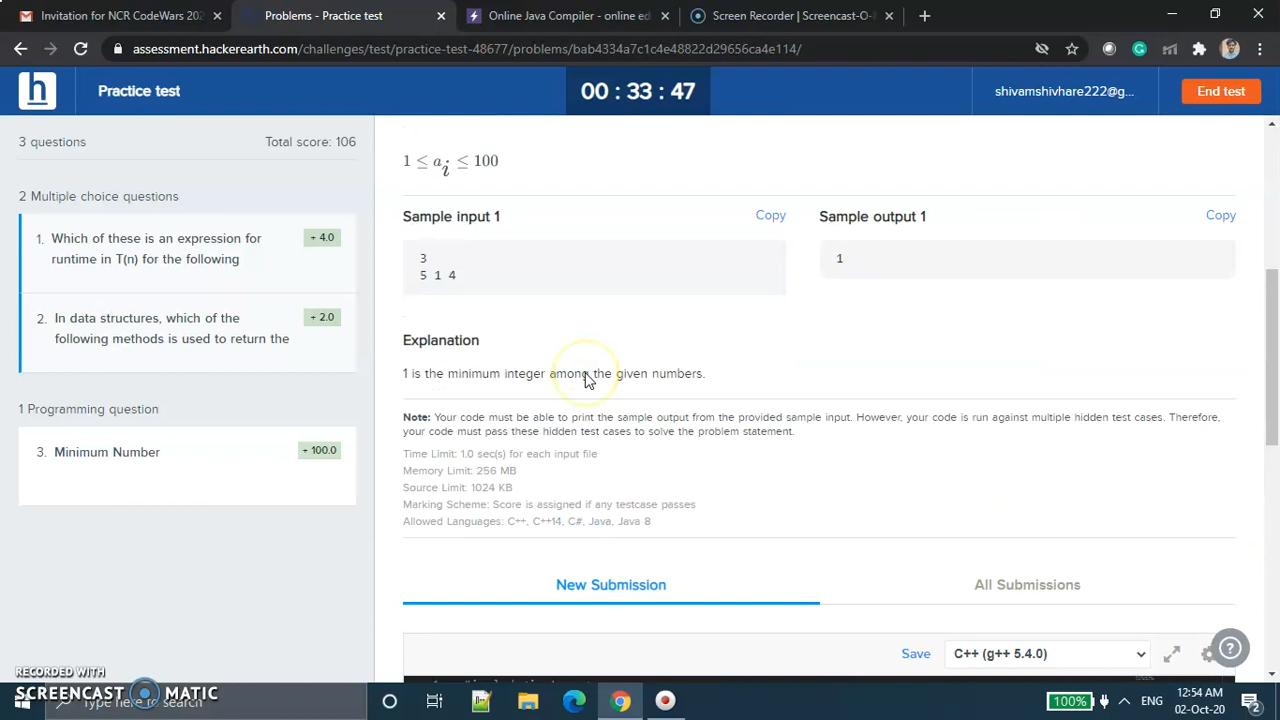 Invitation for NCR CodeWars 202
Problems - Practice test
Online Java Compiler - online ed
Screen Recorder | Screencast-O-M
assessment.hackerearth.com/challenges/test/practice-test-48677/problems/bab4334a7c1c4e48822d29656ca4e114/
h
Practice test
00 : 33 : 47
shivamshivhare222@g...
End test
3 questions
Total score: 106
2 Multiple choice questions
1. Which of these is an expression for runtime in T(n) for the following
+ 4.0
2. In data structures, which of the following methods is used to return the
+ 2.0
1 Programming question
3. Minimum Number
+ 100.0
1 ≤ a i ≤ 100
Sample input 1
Copy
3
5 1 4
Sample output 1
Copy
1
Explanation
1 is the minimum integer among the given numbers.
Note: Your code must be able to print the sample output from the provided sample input. However, your code is run against multiple hidden test cases. Therefore,
your code must pass these hidden test cases to solve the problem statement.
Time Limit: 1.0 sec(s) for each input file
Memory Limit: 256 MB
Source Limit: 1024 KB
Marking Scheme: Score is assigned if any testcase passes
Allowed Languages: C++, C++14, C#, Java, Java 8
New Submission
All Submissions
Save
C++ (g++ 5.4.0)
RECORDED WITH
SCREENCAST MATIC
Type here to search
100%
ENG
12:54 AM
02-Oct-20
2